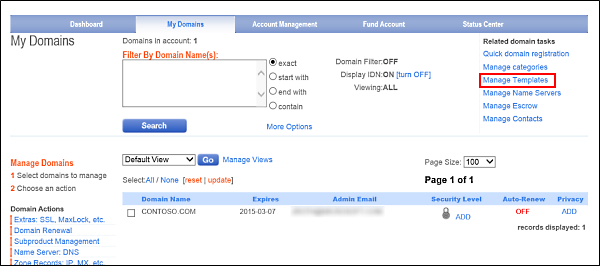 Dashboard My Domains Account Management Fund Account Status Center
My Domains
Domains in account: 1
Filter By Domain Name(s):
exact
start with
end with
contain
Search
More Options
Domain Filter:OFF
Display IDN:ON [turn OFF]
Viewing:ALL
Related domain tasks
Quick domain registration
Manage categories
Manage Templates
Manage Name Servers
Manage Escrow
Manage Contacts
Manage Domains
1 Select domains to manage
2 Choose an action
Domain Actions
Extras: SSL, MaxLock, etc.
Domain Renewal
Subproduct Management
Name Server: DNS
Zone Records: IP, MX, etc.
Default View Go Manage Views
Page Size: 100
Select:All / None [reset | update]
Page 1 of 1
Domain Name Expires Admin Email Security Level Auto-Renew Privacy
CONTOSO.COM 2015-03-07 ADD OFF ADD
records displayed: 1